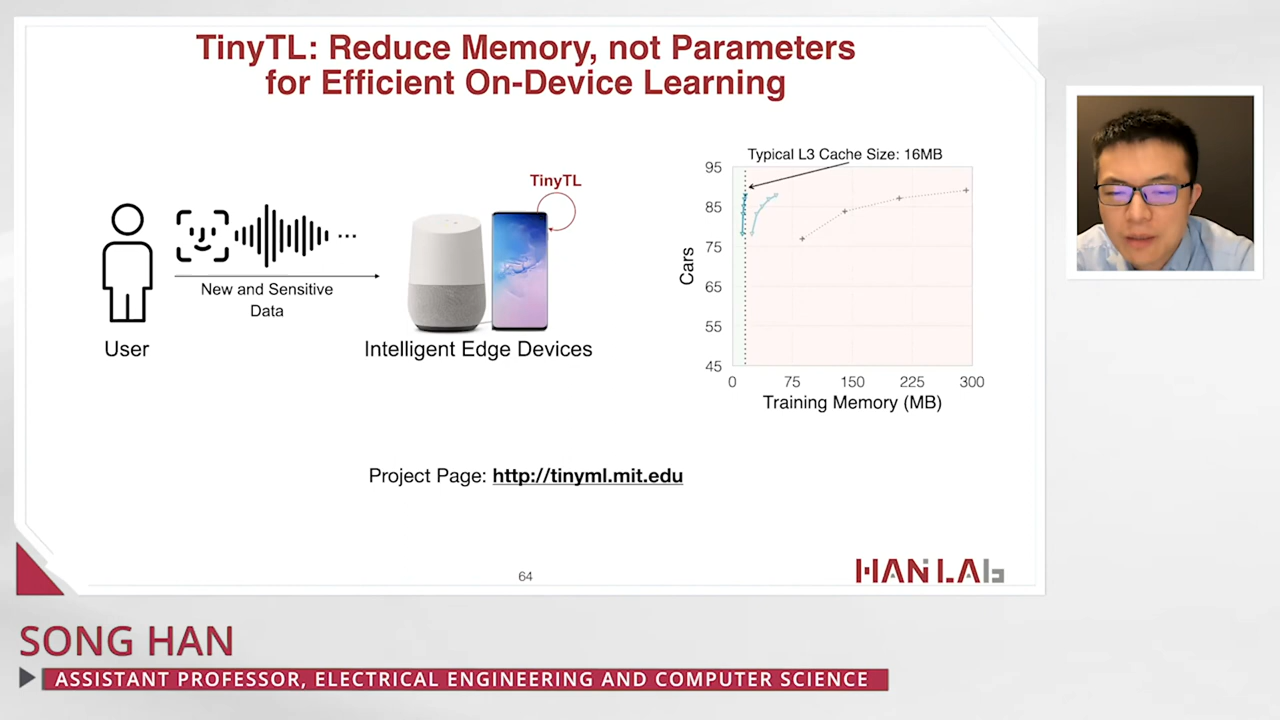 TinyTL: Reduce Memory, not Parameters
for Efficient On-Device Learning
TinyTL
New and Sensitive
Data
...
User
Intelligent Edge Devices
Typical L3 Cache Size: 16MB
95
85
75
65
55
45
Cars
0 75 150 225 300
Training Memory (MB)
Project Page: http://tinyml.mit.edu
64
HAN LAb
SONG HAN
ASSISTANT PROFESSOR, ELECTRICAL ENGINEERING AND COMPUTER SCIENCE